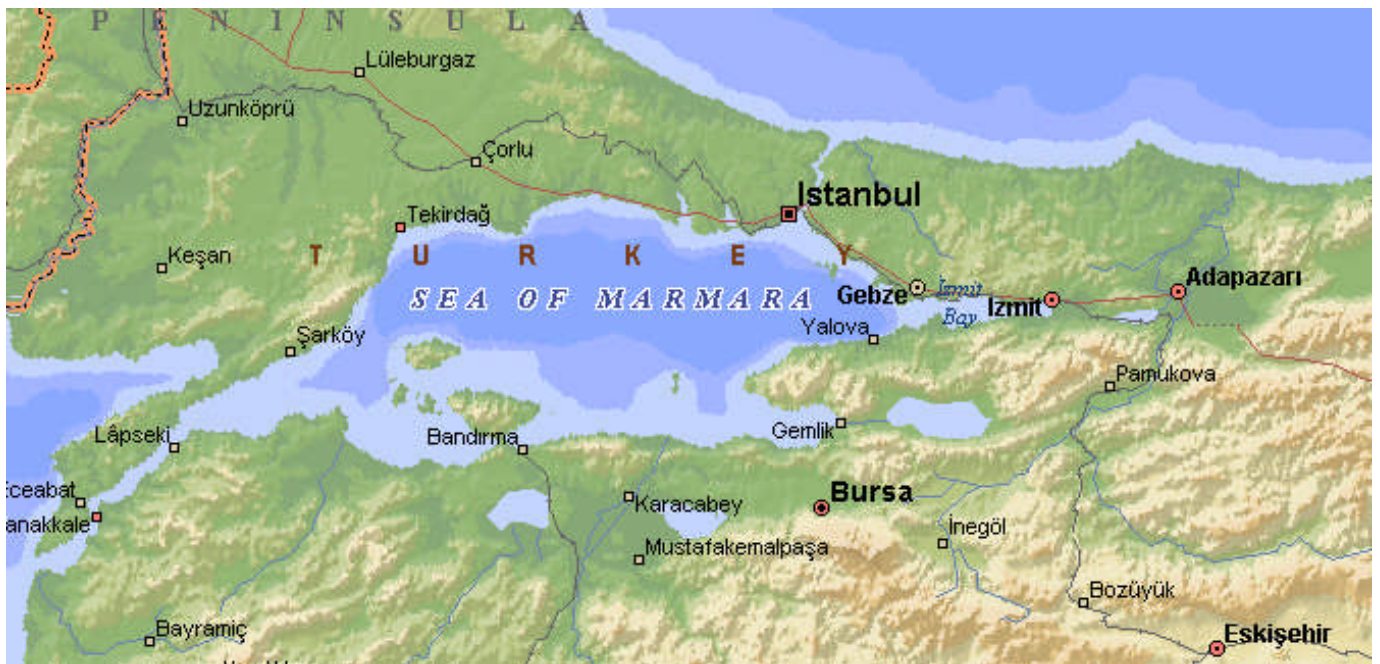 PENINSULA
Lüleburgaz
Uzunköprü
Çorlu
Istanbul
Tekirdağ
Keşan
TURKEY
Adapazarı
Gebze
İzmit
Bay
SEA OF MARMARA
Izmit
Yalova
Şarköy
Pamukova
Lâpseki
Bandırma
Gemlik
Eceabat
anakkale
Karacabey
Bursa
İnegöl
Mustafakemalpaşa
Bozüyük
Bayramiç
Eskişehir